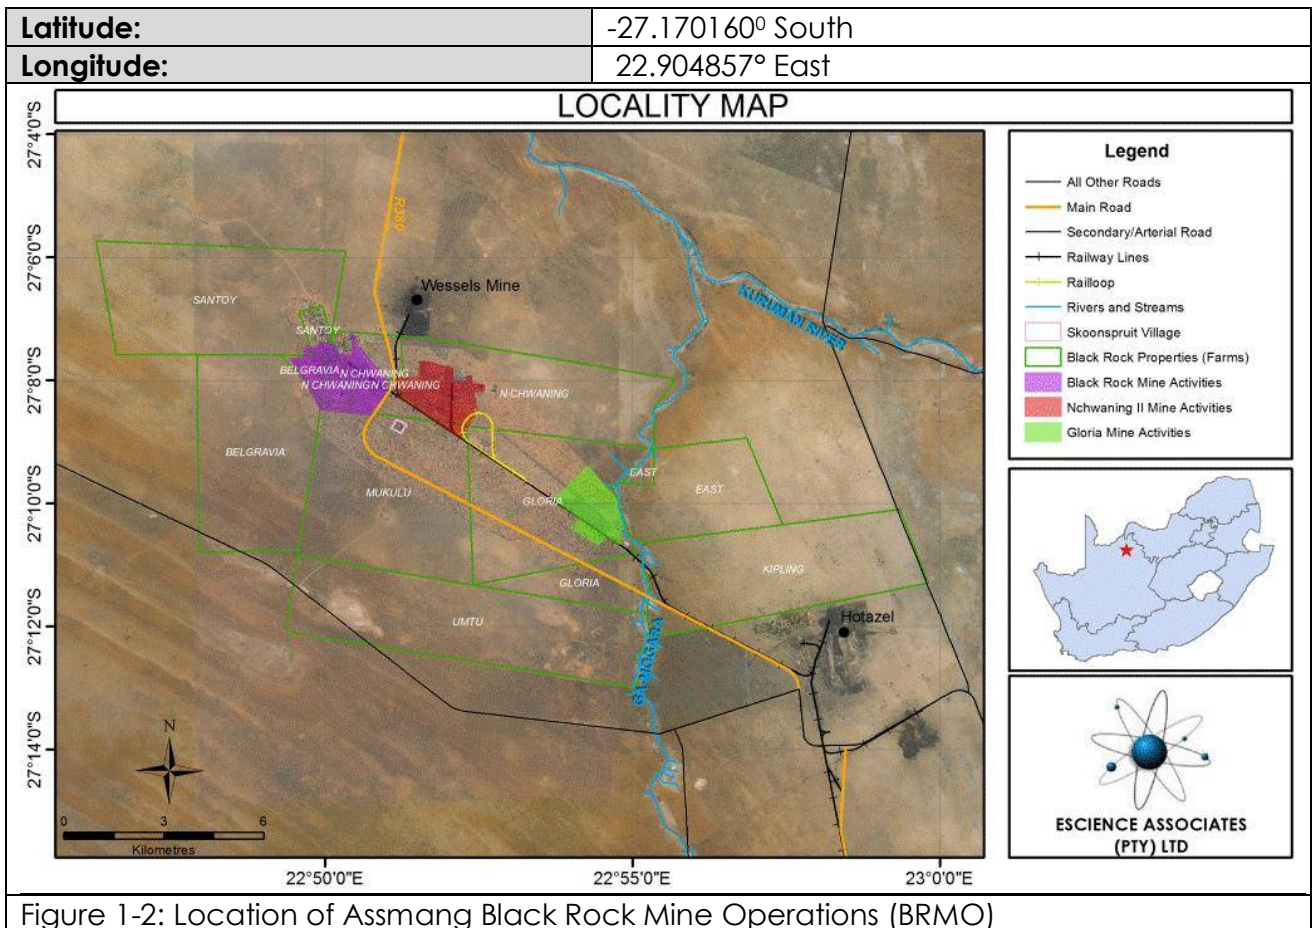 Latitude: -27.170160⁰ South
Longitude: 22.904857° East
LOCALITY MAP
27°4'0"S
27°6'0"S
27°8'0"S
27°10'0"S
27°12'0"S
27°14'0"S
R380
Wessels Mine
KURUMAN RIVER
SANTOY
SANTOY
BELGRAVIA
N CHWANING
N CHWANING
N CHWANING
N CHWANING
BELGRAVIA
MUKULU
GLORIA
EAST
EAST
KIPLING
GLORIA
UMTU
Hotazel
GA-MOGARA
N
0 3 6
Kilometres
22°50'0"E
22°55'0"E
23°0'0"E
Legend
All Other Roads
Main Road
Secondary/Arterial Road
Railway Lines
Railloop
Rivers and Streams
Skoonspruit Village
Black Rock Properties (Farms)
Black Rock Mine Activities
Nchwaning II Mine Activities
Gloria Mine Activities
ESCIENCE ASSOCIATES
(PTY) LTD
Figure 1-2: Location of Assmang Black Rock Mine Operations (BRMO)